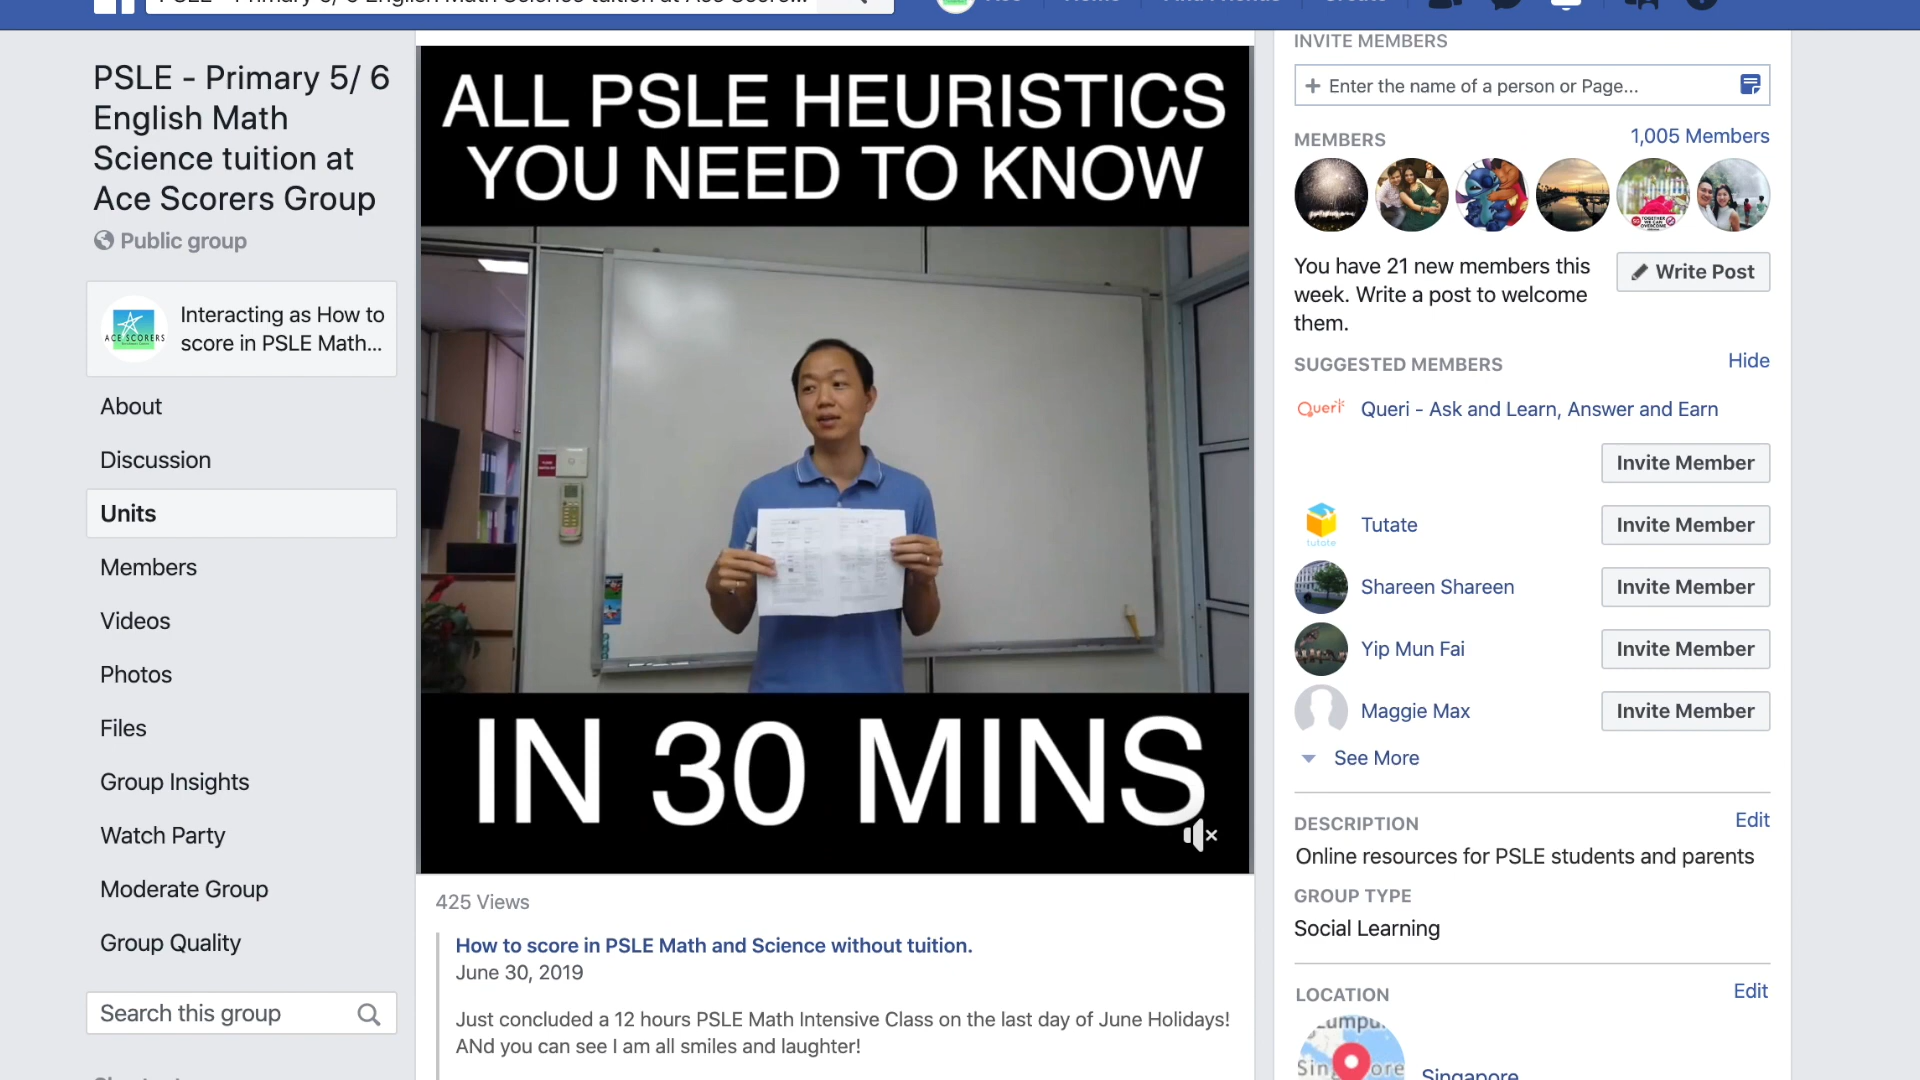 PSLE - Primary 5/ 6
English Math
Science tuition at
Ace Scorers Group
Public group
ACE SCORERS
Interacting as How to
score in PSLE Math...
About
Discussion
Units
Members
Videos
Photos
Files
Group Insights
Watch Party
Moderate Group
Group Quality
Search this group
ALL PSLE HEURISTICS
YOU NEED TO KNOW
IN 30 MINS
425 Views
How to score in PSLE Math and Science without tuition.
June 30, 2019
Just concluded a 12 hours PSLE Math Intensive Class on the last day of June Holidays!
ANd you can see I am all smiles and laughter!
INVITE MEMBERS
+ Enter the name of a person or Page...
MEMBERS
1,005 Members
You have 21 new members this
week. Write a post to welcome
them.
Write Post
SUGGESTED MEMBERS
Hide
Queri
Queri - Ask and Learn, Answer and Earn
Invite Member
tutate
Tutate
Invite Member
Shareen Shareen
Invite Member
Yip Mun Fai
Invite Member
Maggie Max
Invite Member
See More
DESCRIPTION
Edit
Online resources for PSLE students and parents
GROUP TYPE
Social Learning
LOCATION
Edit
Singapore